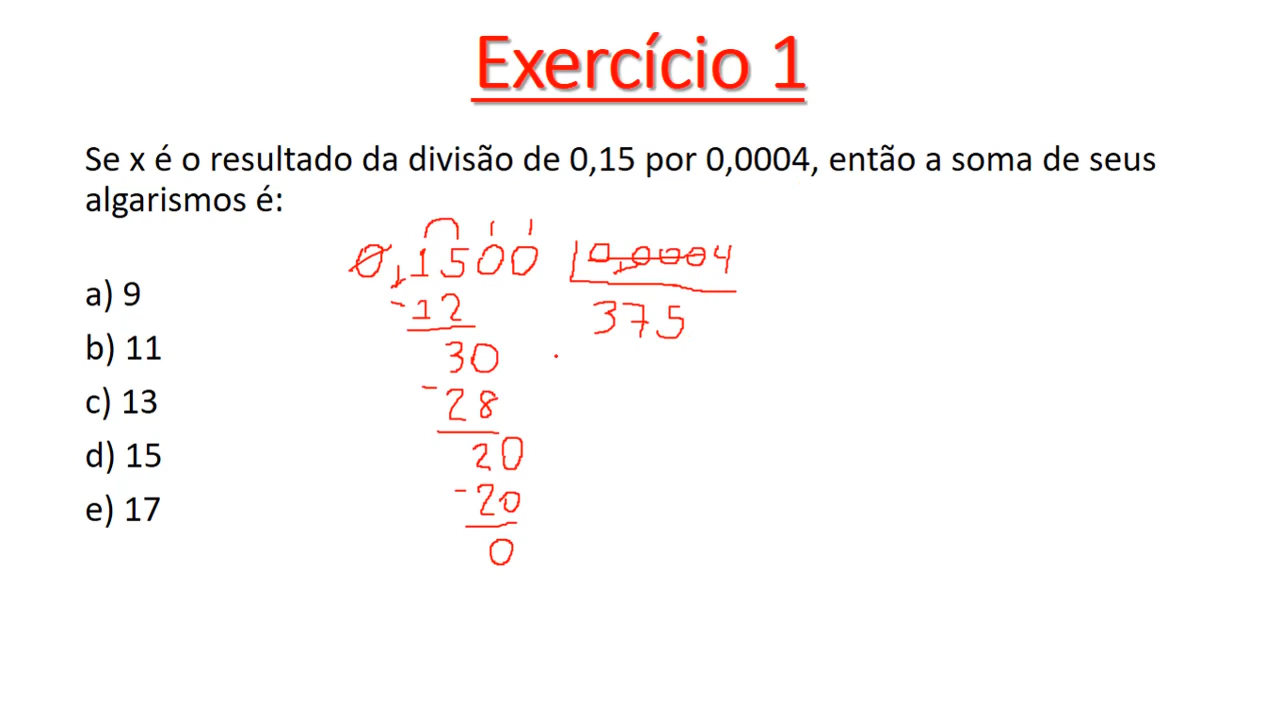 Exercício 1
Se x é o resultado da divisão de 0,15 por 0,0004, então a soma de seus
algarismos é:
0,1500 0,0004
a) 9
-12 375
b) 11
30
c) 13
-28
d) 15
20
e) 17
-20
0